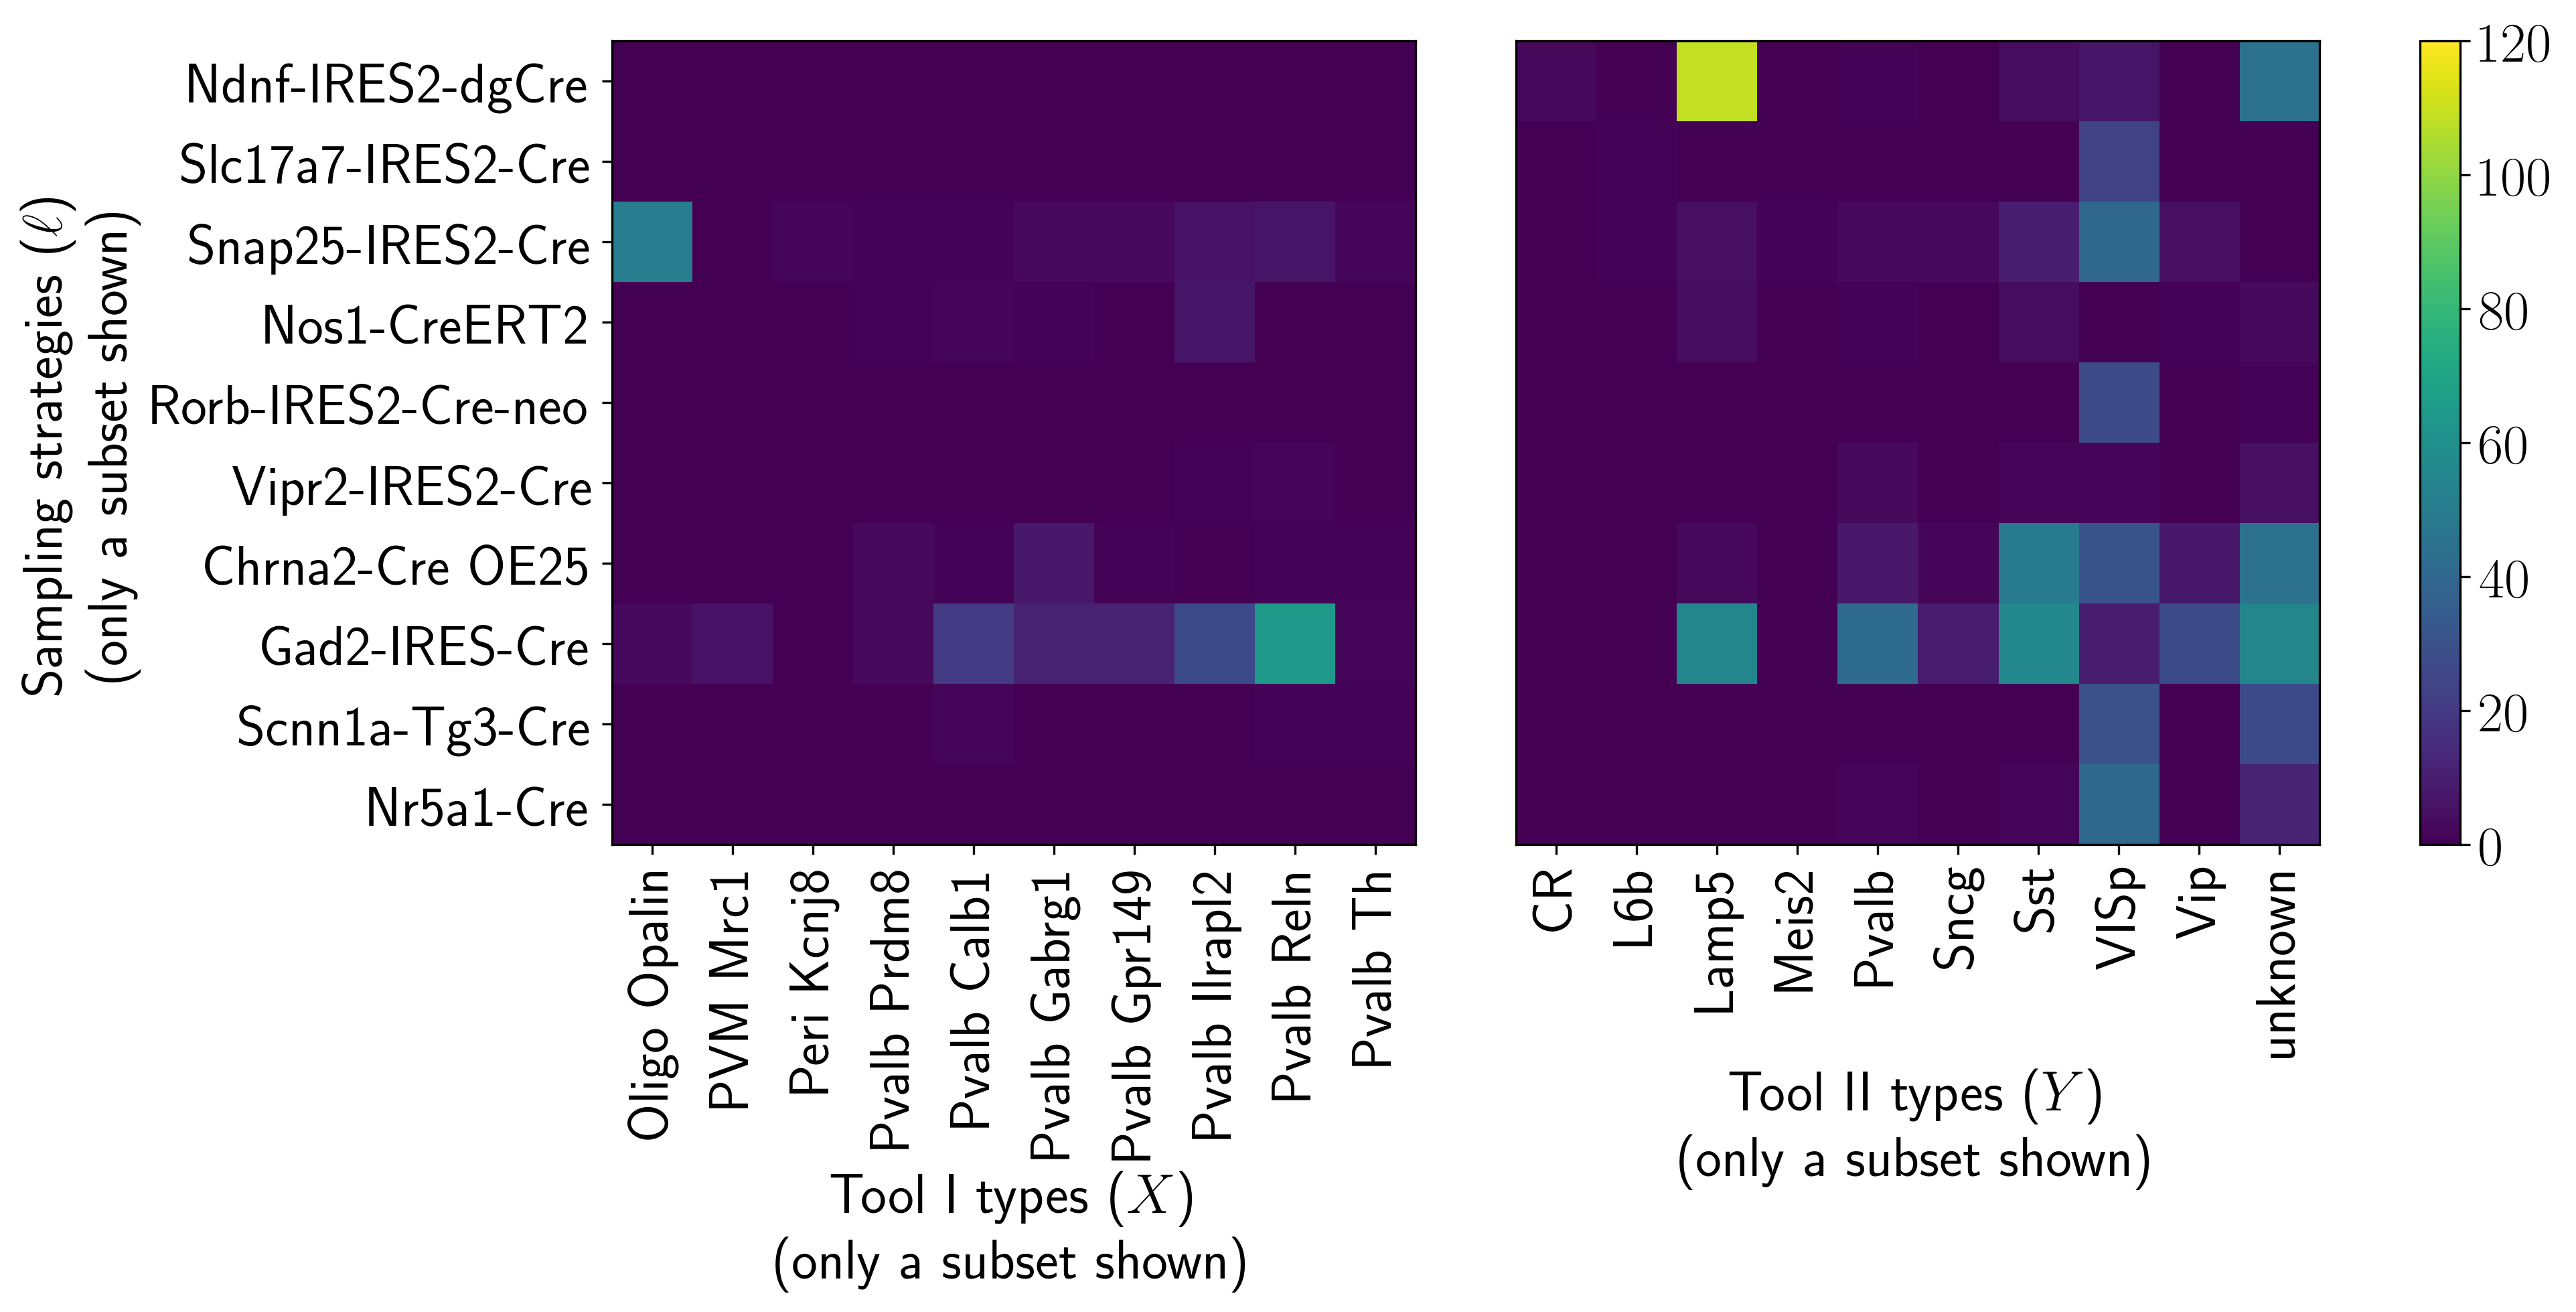 Sampling strategies (ℓ)
(only a subset shown)
Ndnf-IRES2-dgCre
Slc17a7-IRES2-Cre
Snap25-IRES2-Cre
Nos1-CreERT2
Rorb-IRES2-Cre-neo
Vipr2-IRES2-Cre
Chrna2-Cre OE25
Gad2-IRES-Cre
Scnn1a-Tg3-Cre
Nr5a1-Cre
Oligo Opalin
PVM Mrc1
Peri Kcnj8
Pvalb Prdm8
Pvalb Calb1
Pvalb Gabrg1
Pvalb Gpr149
Pvalb Ilrapl2
Pvalb Reln
Pvalb Th
Tool I types (X)
(only a subset shown)
CR
L6b
Lamp5
Meis2
Pvalb
Sncg
Sst
VISp
Vip
unknown
Tool II types (Y)
(only a subset shown)
120
100
80
60
40
20
0